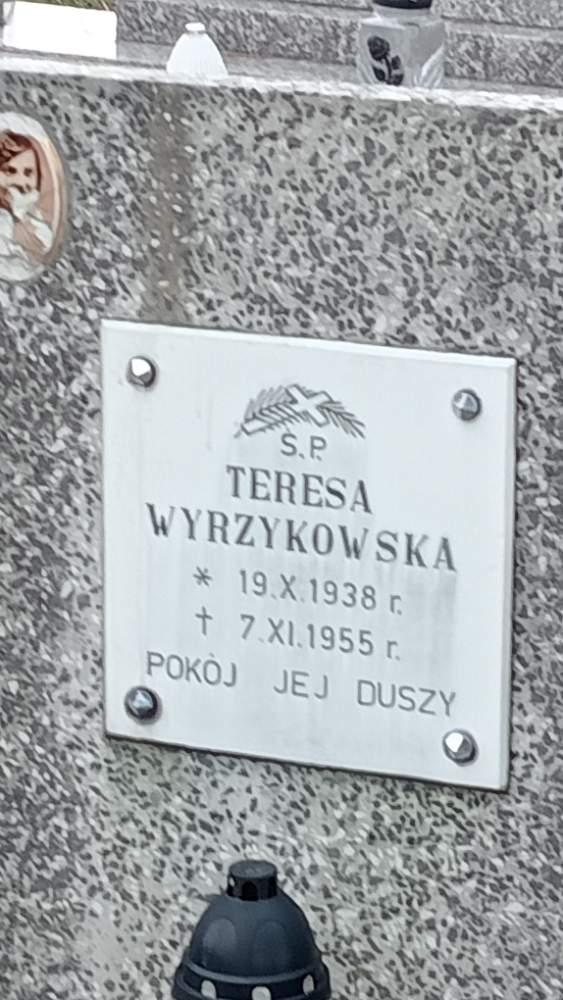 Ś.P.
TERESA
WYRZYKOWSKA
* 19.X.1938 r.
† 7.XI.1955 r.
POKÓJ JEJ DUSZY